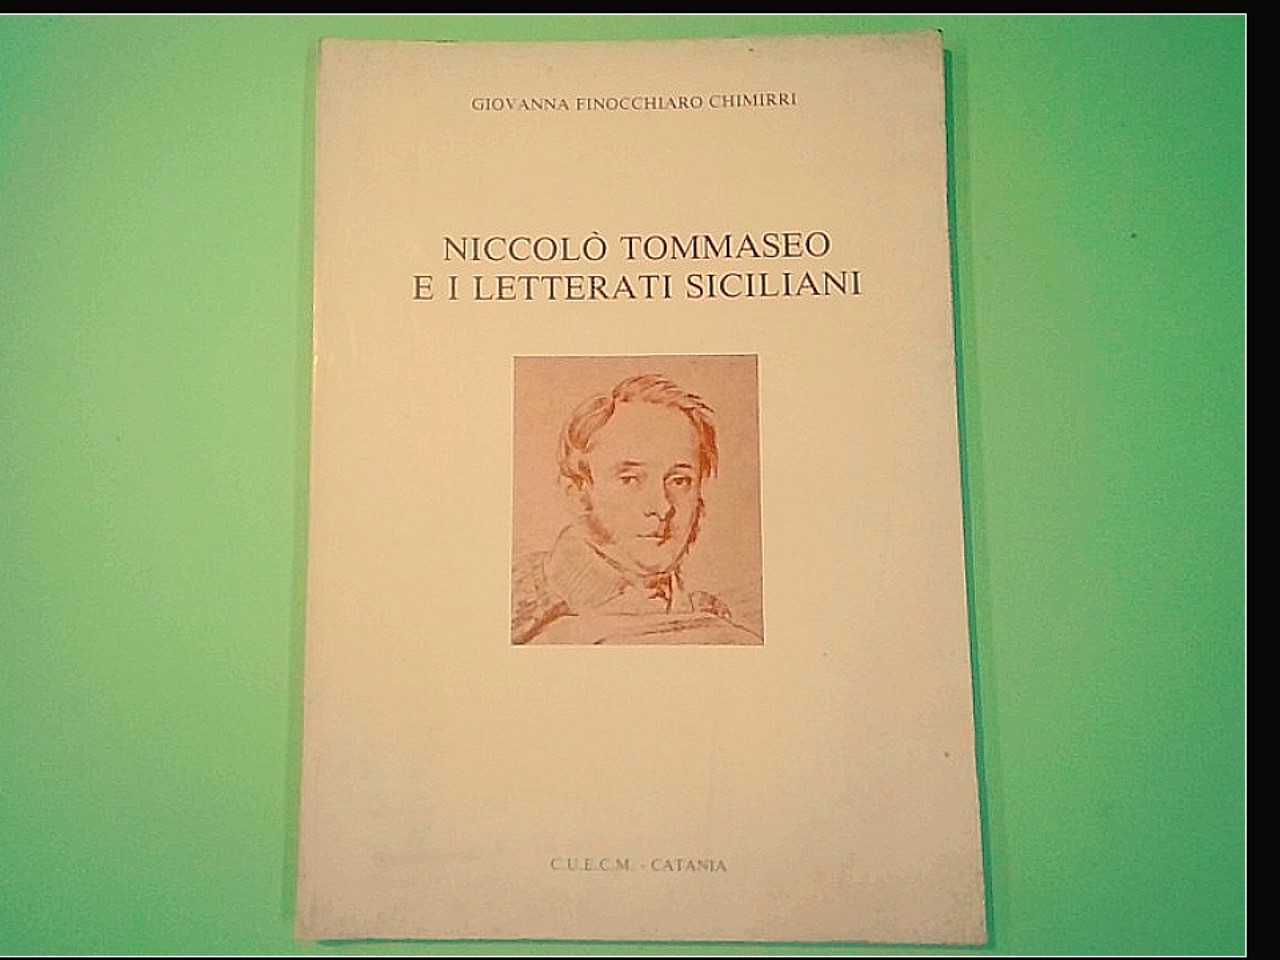 GIOVANNA FINOCCHIARO CHIMIRRI
NICCOLÒ TOMMASEO
E I LETTERATI SICILIANI
C.U.E.C.M. - CATANIA